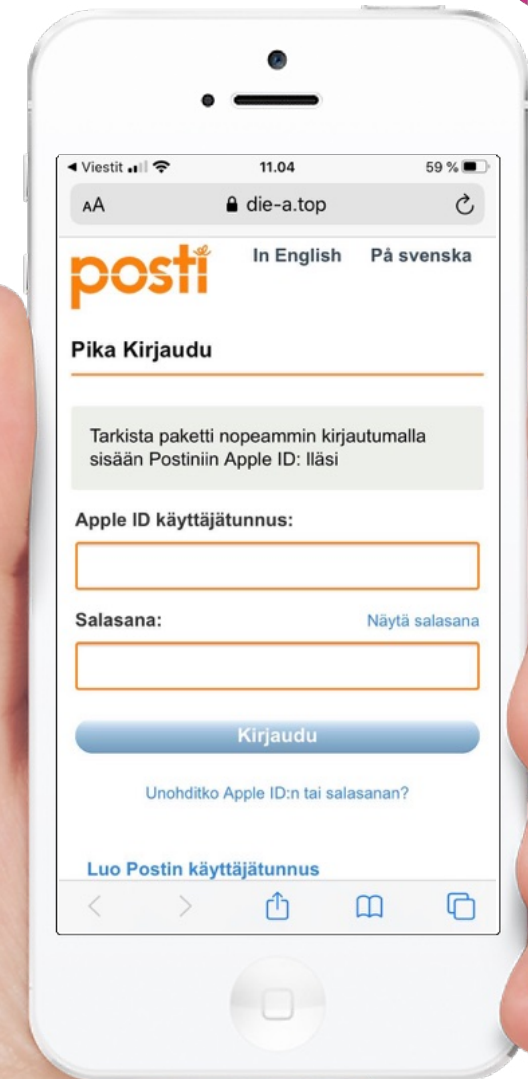 Viestit 11.04 59 %
AA die-a.top
posti In English På svenska
Pika Kirjaudu
Tarkista paketti nopeammin kirjautumalla
sisään Postiniin Apple ID: lläsi
Apple ID käyttäjätunnus:
Salasana: Näytä salasana
Kirjaudu
Unohditko Apple ID:n tai salasanan?
Luo Postin käyttäjätunnus